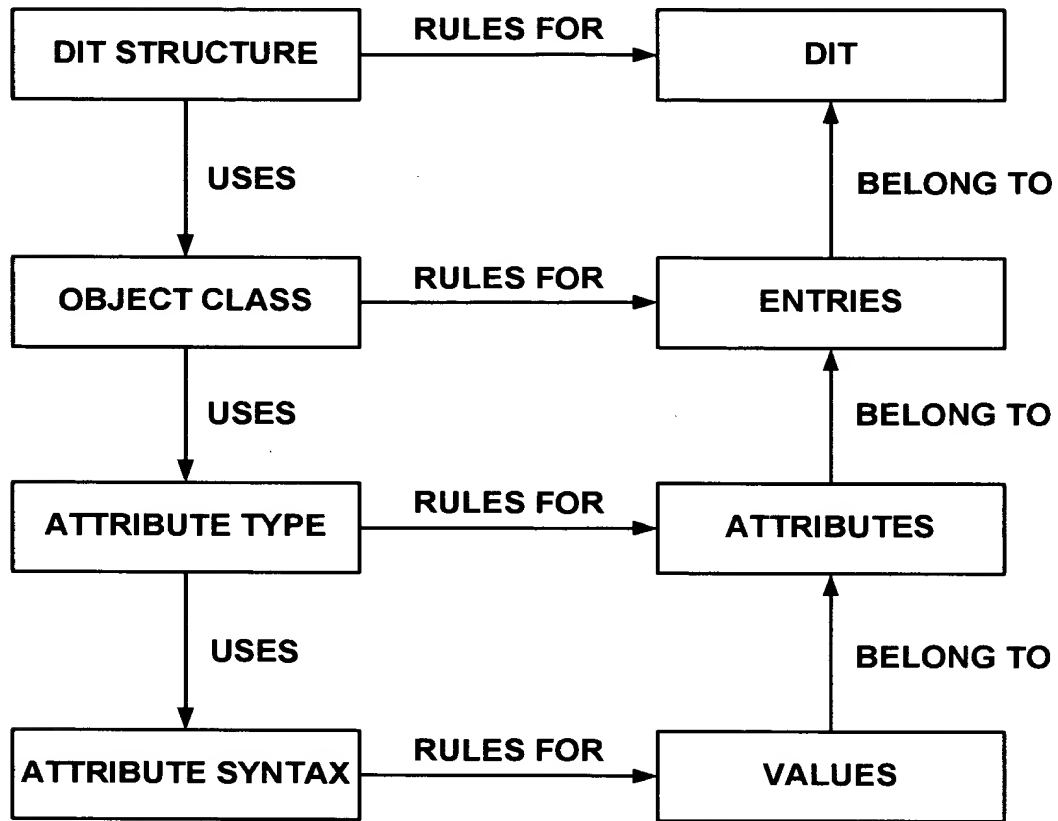 DIT STRUCTURE
RULES FOR
DIT
USES
BELONG TO
OBJECT CLASS
RULES FOR
ENTRIES
USES
BELONG TO
ATTRIBUTE TYPE
RULES FOR
ATTRIBUTES
USES
BELONG TO
ATTRIBUTE SYNTAX
RULES FOR
VALUES